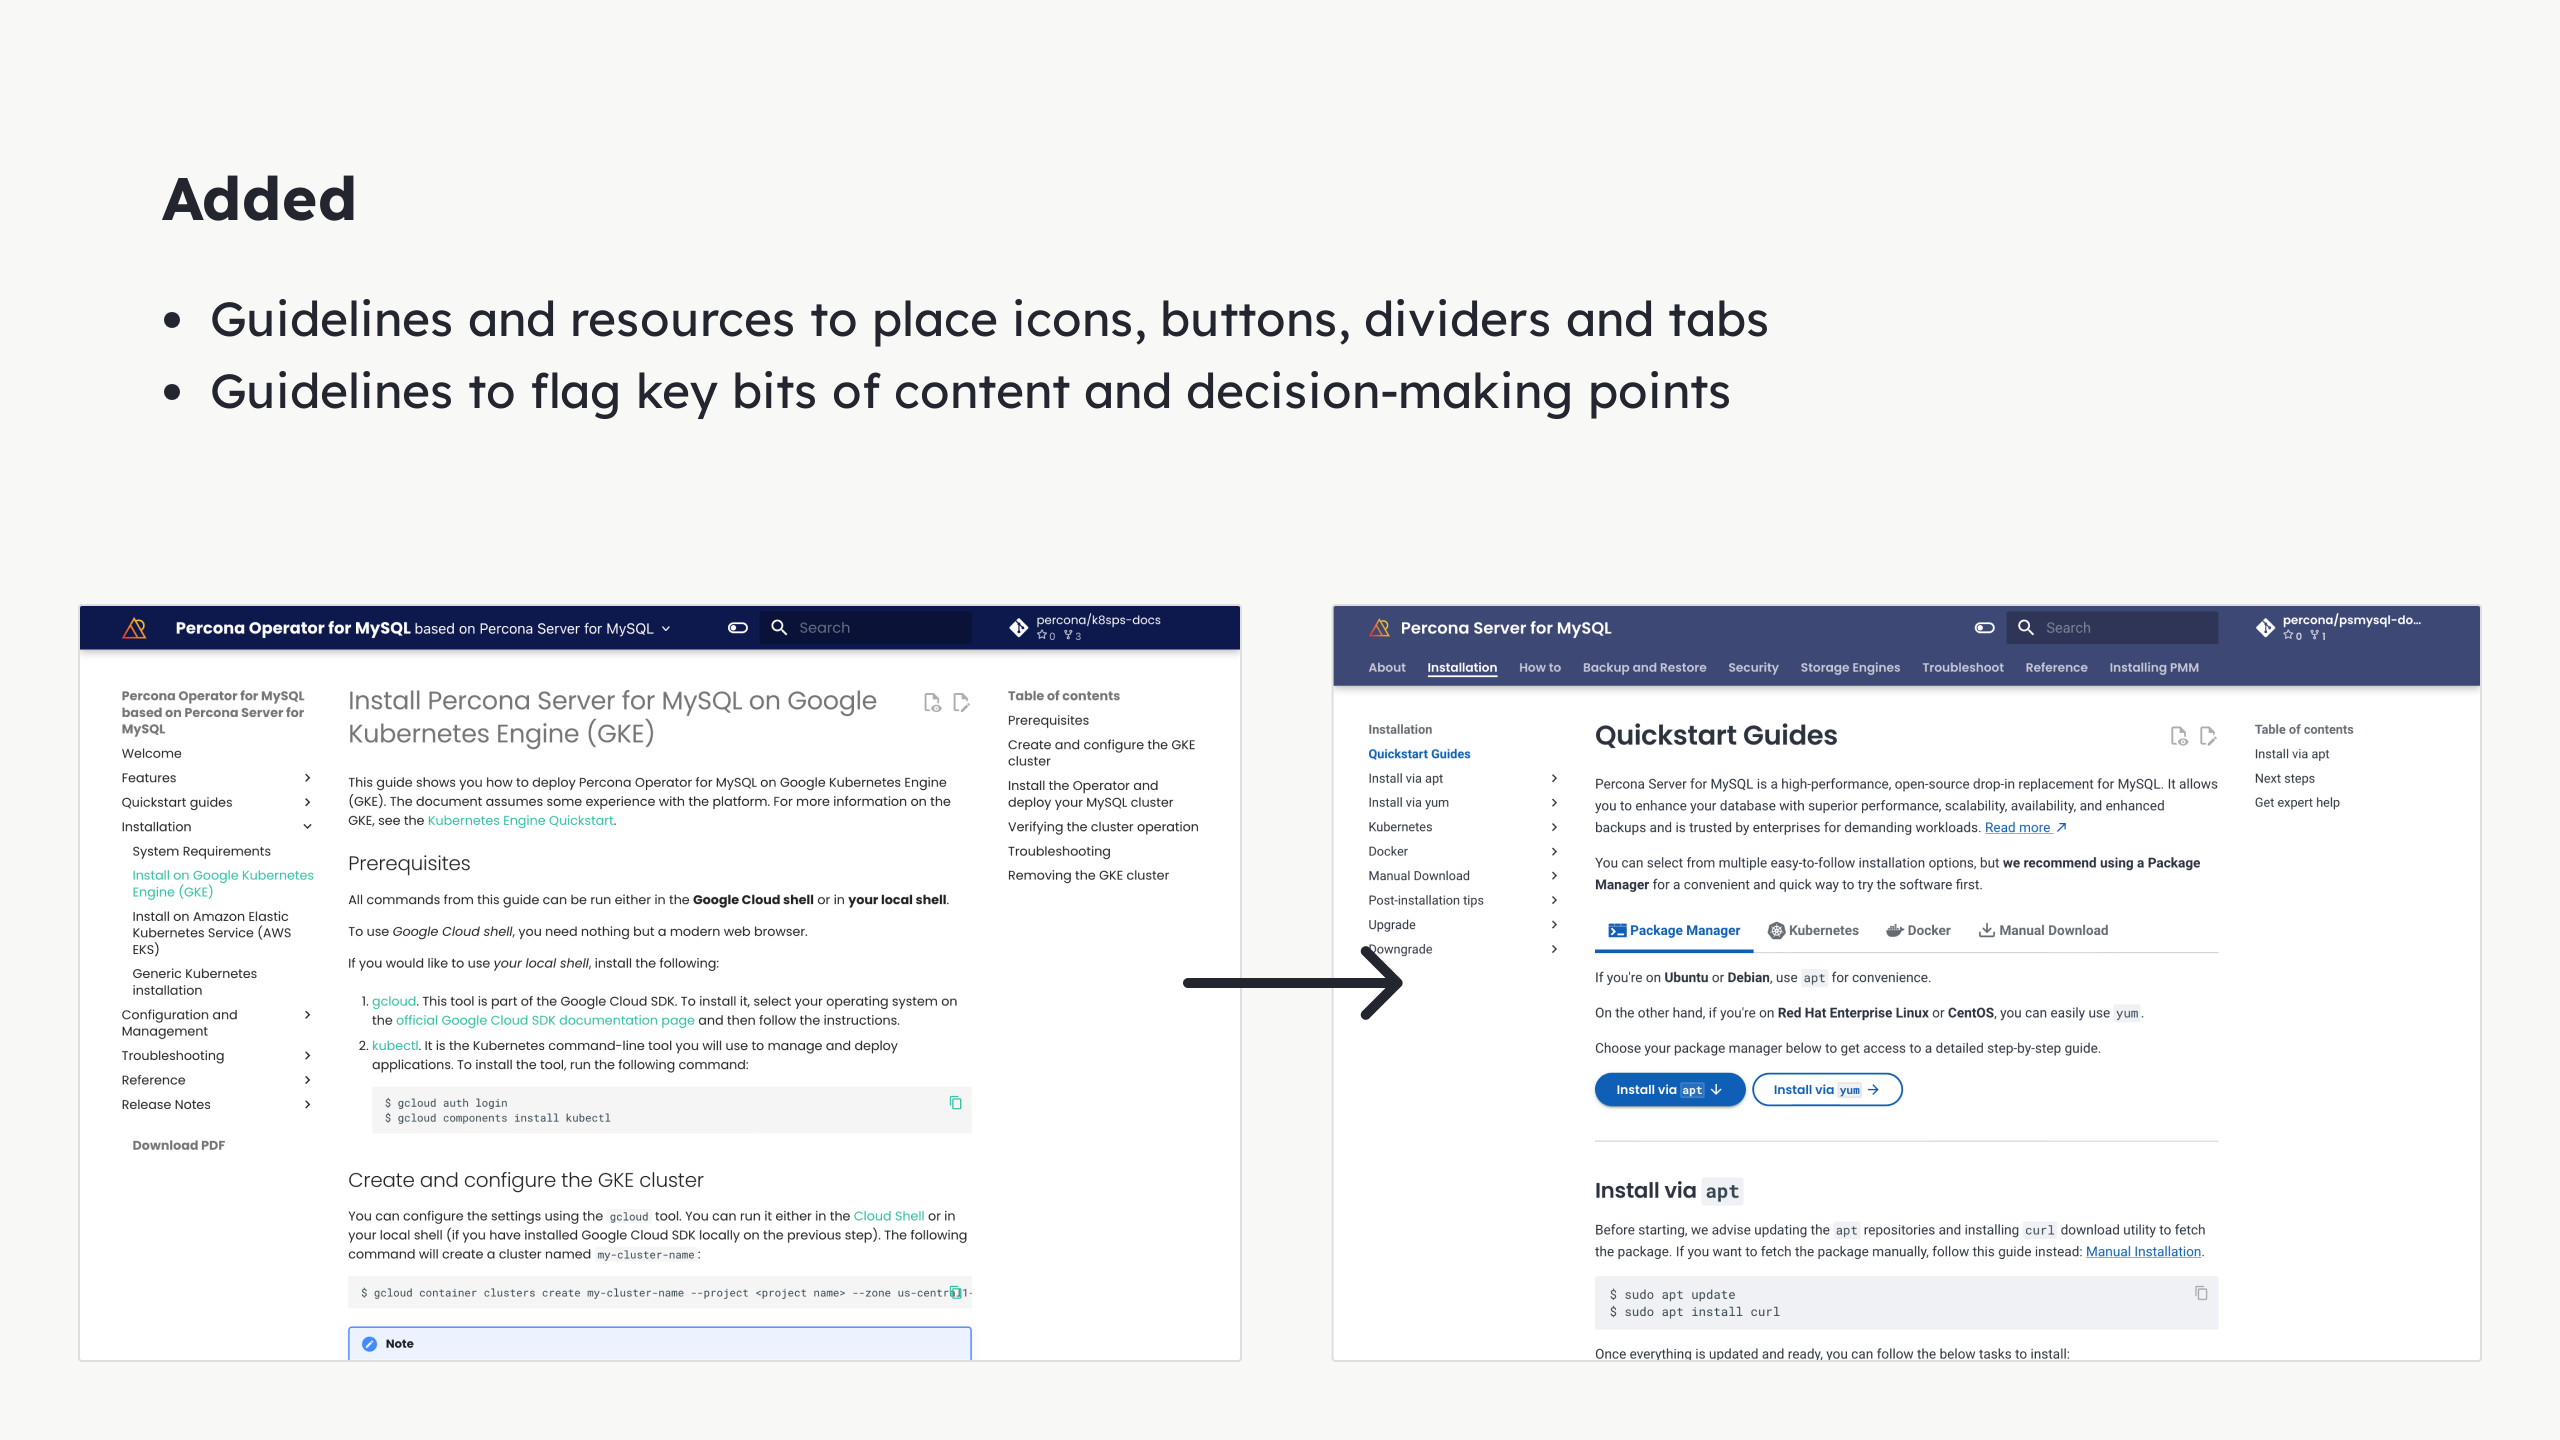 Added
• Guidelines and resources to place icons, buttons, dividers and tabs
• Guidelines to flag key bits of content and decision-making points
Percona Operator for MySQL based on Percona Server for MySQL
Search
percona/k8sps-docs
0 3
Percona Operator for MySQL
based on Percona Server for
MySQL
Welcome
Features
Quickstart guides
Installation
System Requirements
Install on Google Kubernetes
Engine (GKE)
Install on Amazon Elastic
Kubernetes Service (AWS
EKS)
Generic Kubernetes
installation
Configuration and
Management
Troubleshooting
Reference
Release Notes
Download PDF
Install Percona Server for MySQL on Google
Kubernetes Engine (GKE)
This guide shows you how to deploy Percona Operator for MySQL on Google Kubernetes Engine
(GKE). The document assumes some experience with the platform. For more information on the
GKE, see the Kubernetes Engine Quickstart.
Prerequisites
All commands from this guide can be run either in the Google Cloud shell or in your local shell.
To use Google Cloud shell, you need nothing but a modern web browser.
If you would like to use your local shell, install the following:
1. gcloud. This tool is part of the Google Cloud SDK. To install it, select your operating system on
the official Google Cloud SDK documentation page and then follow the instructions.
2. kubectl. It is the Kubernetes command-line tool you will use to manage and deploy
applications. To install the tool, run the following command:
$ gcloud auth login
$ gcloud components install kubectl
Create and configure the GKE cluster
You can configure the settings using the gcloud tool. You can run it either in the Cloud Shell or in
your local shell (if you have installed Google Cloud SDK locally on the previous step). The following
command will create a cluster named my-cluster-name:
$ gcloud container clusters create my-cluster-name --project <project name> --zone us-central1-
Note
Table of contents
Prerequisites
Create and configure the GKE
cluster
Install the Operator and
deploy your MySQL cluster
Verifying the cluster operation
Troubleshooting
Removing the GKE cluster
Percona Server for MySQL
Search
percona/psmysql-do...
0 1
About Installation How to Backup and Restore Security Storage Engines Troubleshoot Reference Installing PMM
Installation
Quickstart Guides
Install via apt
Install via yum
Kubernetes
Docker
Manual Download
Post-installation tips
Upgrade
Downgrade
Quickstart Guides
Percona Server for MySQL is a high-performance, open-source drop-in replacement for MySQL. It allows
you to enhance your database with superior performance, scalability, availability, and enhanced
backups and is trusted by enterprises for demanding workloads. Read more
You can select from multiple easy-to-follow installation options, but we recommend using a Package
Manager for a convenient and quick way to try the software first.
Package Manager Kubernetes Docker Manual Download
If you're on Ubuntu or Debian, use apt for convenience.
On the other hand, if you're on Red Hat Enterprise Linux or CentOS, you can easily use yum.
Choose your package manager below to get access to a detailed step-by-step guide.
Install via apt ↓ Install via yum →
Install via apt
Before starting, we advise updating the apt repositories and installing curl download utility to fetch
the package. If you want to fetch the package manually, follow this guide instead: Manual Installation.
$ sudo apt update
$ sudo apt install curl
Once everything is updated and ready, you can follow the below tasks to install:
Table of contents
Install via apt
Next steps
Get expert help